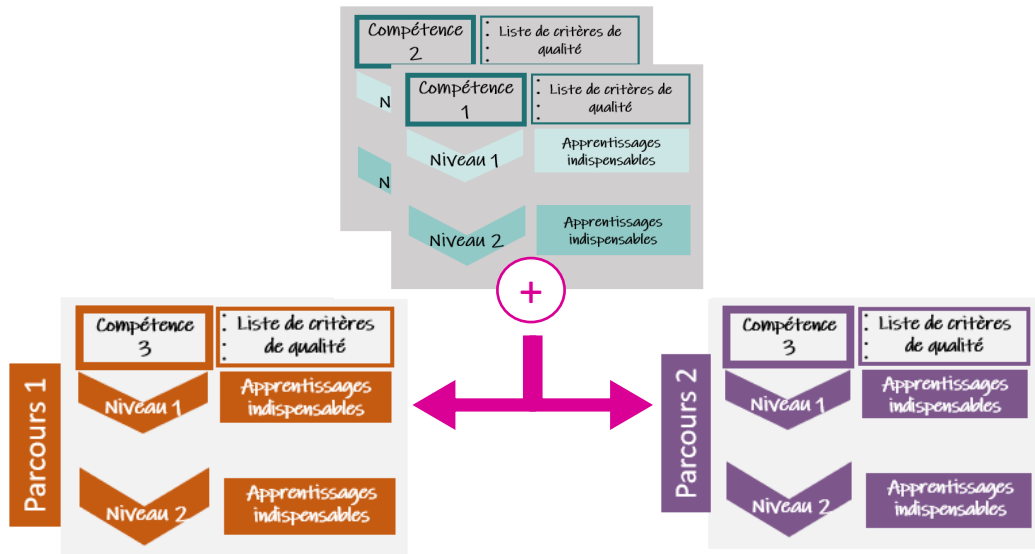 Compétence
2
Liste de critères de
qualité
N
N
Compétence
1
Liste de critères de
qualité
Niveau 1
Apprentissages
indispensables
Niveau 2
Apprentissages
indispensables
+
Parcours 1
Compétence
3
Liste de critères
de qualité
Niveau 1
Apprentissages
indispensables
Niveau 2
Apprentissages
indispensables
Parcours 2
Compétence
3
Liste de critères
de qualité
Niveau 1
Apprentissages
indispensables
Niveau 2
Apprentissages
indispensables